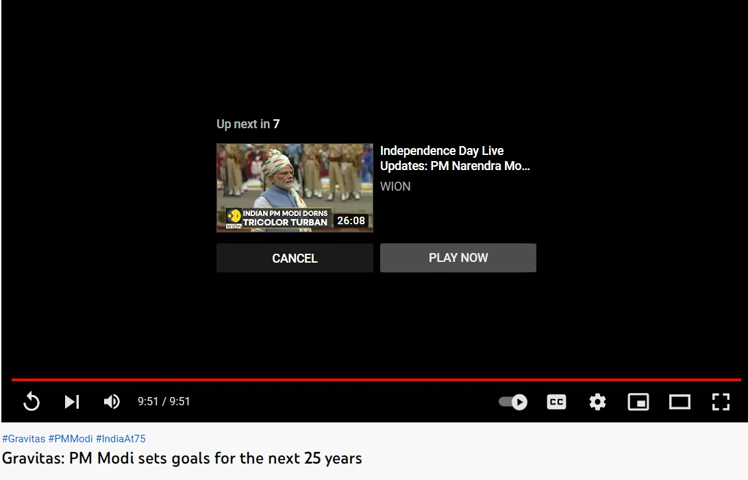 Up next in 7
Independence Day Live
Updates: PM Narendra Mo...
WION
INDIAN PM MODI DORNS
TRICOLOR TURBAN
WION
26:08
CANCEL
PLAY NOW
9:51 / 9:51
CC
#Gravitas #PMModi #IndiaAt75
Gravitas: PM Modi sets goals for the next 25 years